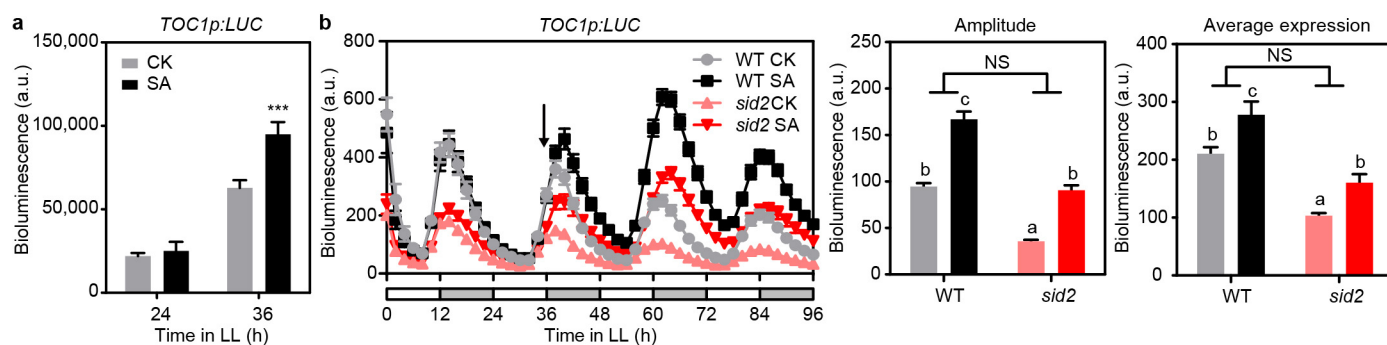 a
TOC1p:LUC
Bioluminescence (a.u.)
150,000
100,000
50,000
0
CK
SA
***
24
36
Time in LL (h)
b
TOC1p:LUC
Bioluminescence (a.u.)
800
600
400
200
0
WT CK
WT SA
sid2CK
sid2 SA
0
12
24
36
48
60
72
84
96
Time in LL (h)
Amplitude
Bioluminescence (a.u.)
200
150
100
50
0
NS
b
c
a
b
WT
sid2
Average expression
Bioluminescence (a.u.)
400
300
200
100
0
NS
b
c
a
b
WT
sid2